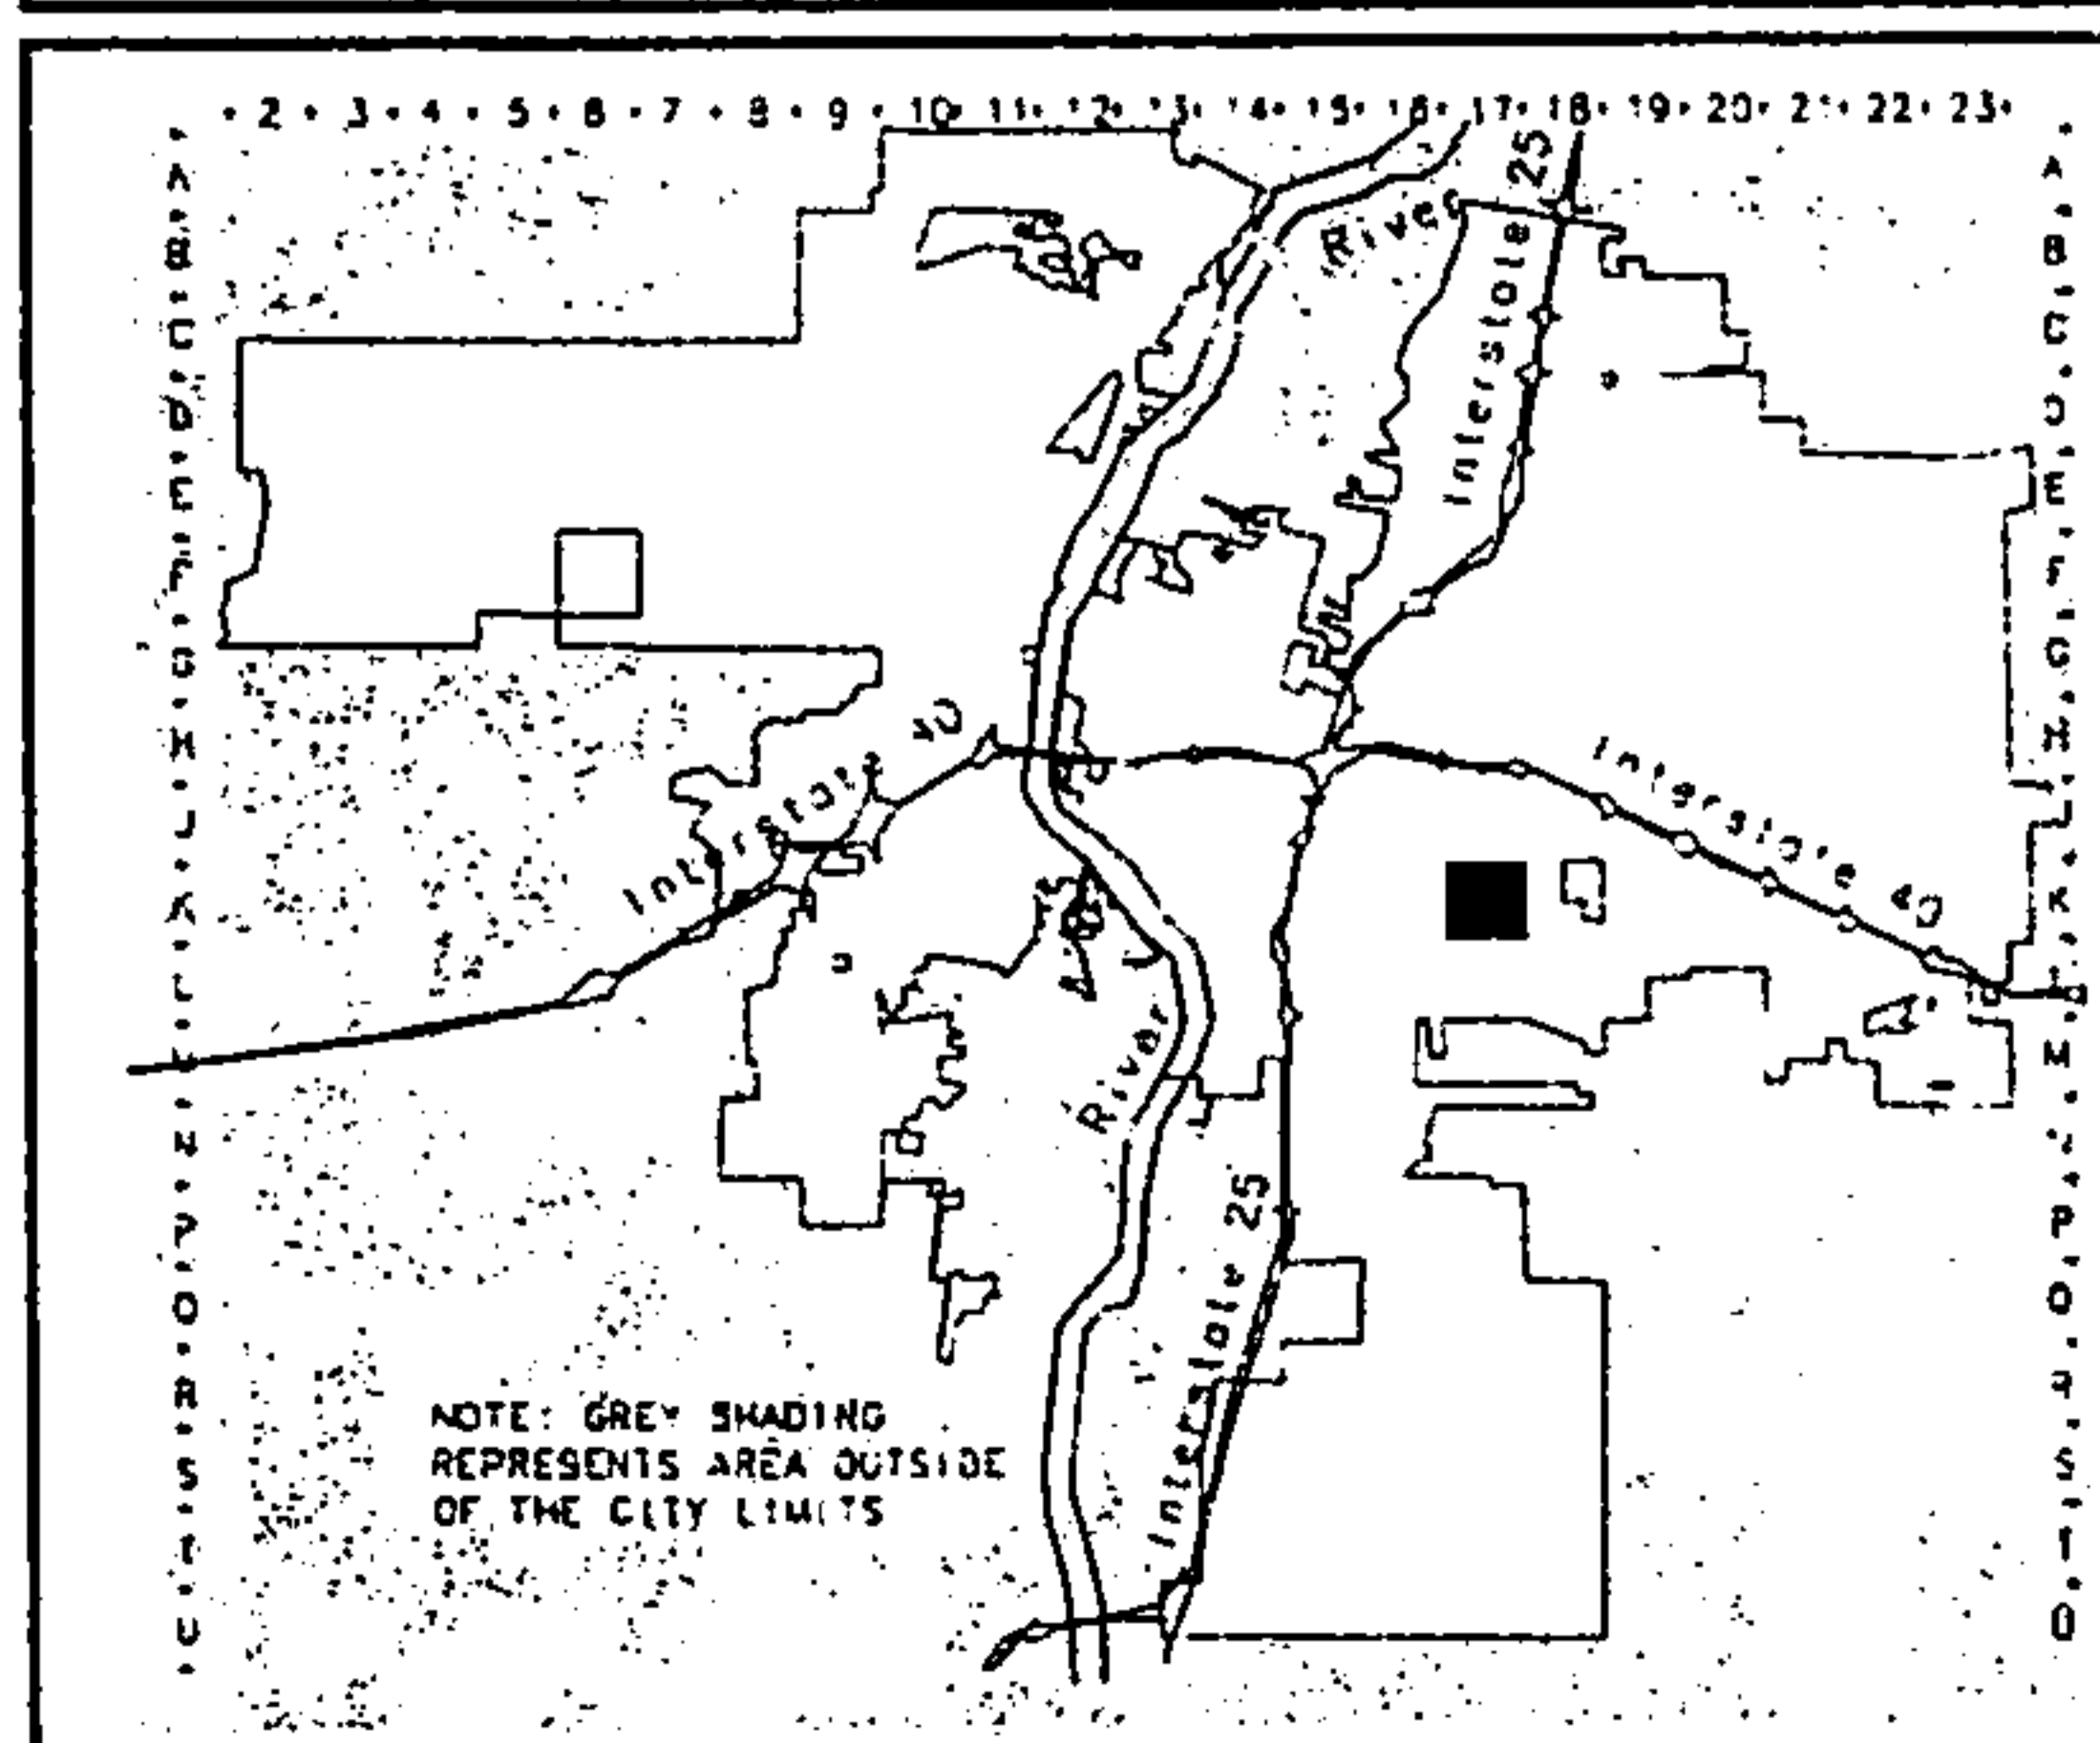 2 3 4 5 6 7 8 9 10 11 12 13 14 15 16 17 18 19 20 21 22 23
A A
B B
C C
D D
E E
F F
G G
H H
J J
K K
L L
M M
N N
P P
Q Q
R R
S S
T T
U U
River
Interstate 25
Interstate 40
Interstate 40
River
Interstate 25
NOTE: GREY SHADING
REPRESENTS AREA OUTSIDE
OF THE CITY LIMITS